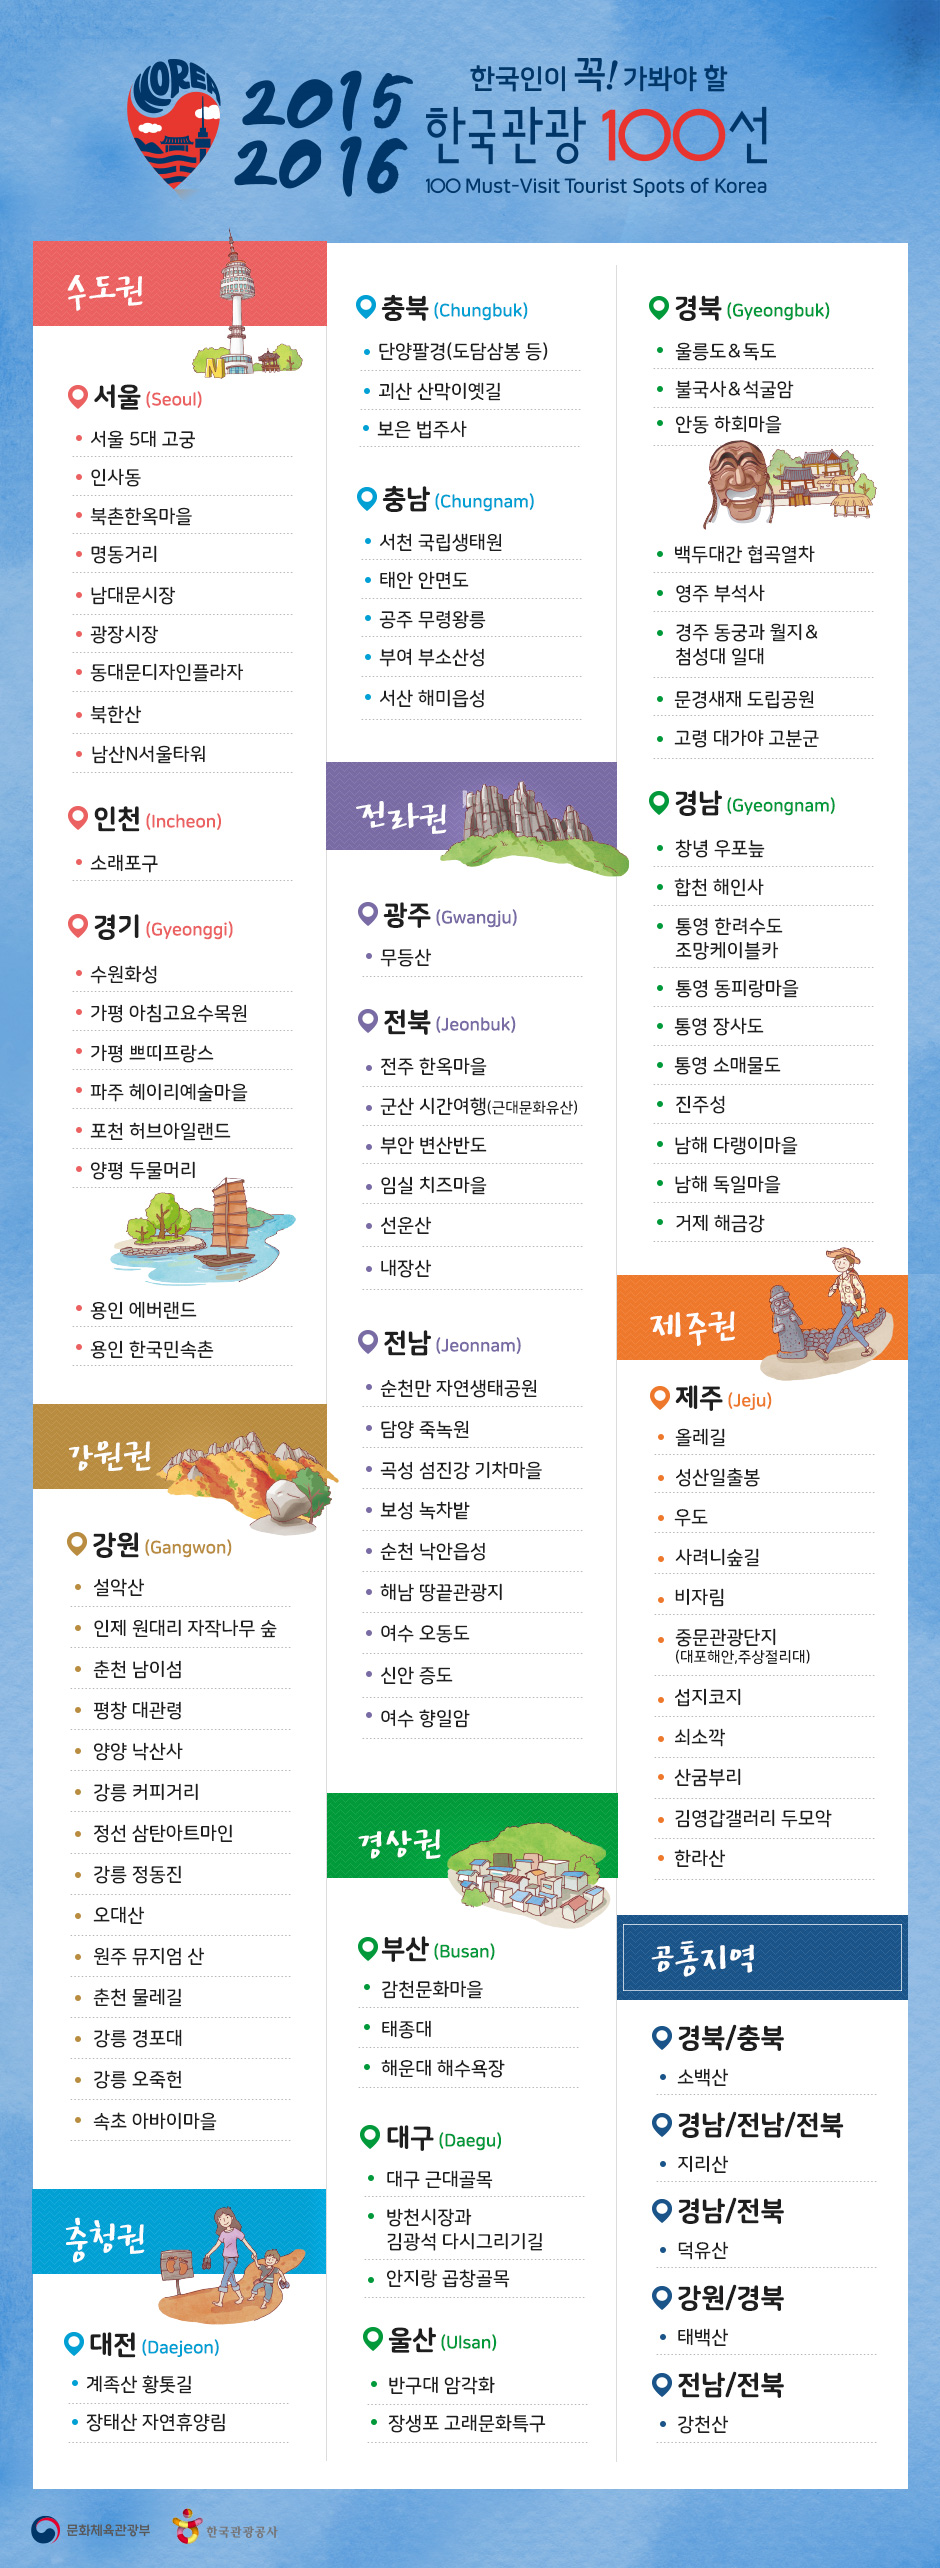 KOREA
2015
2016
한국인이 꼭! 가봐야 할
한국관광 100선
100 Must-Visit Tourist Spots of Korea
수도권
N
서울 (Seoul)
서울 5대 고궁
인사동
북촌한옥마을
명동거리
남대문시장
광장시장
동대문디자인플라자
북한산
남산N서울타워
인천 (Incheon)
소래포구
경기 (Gyeonggi)
수원화성
가평 아침고요수목원
가평 쁘띠프랑스
파주 헤이리예술마을
포천 허브아일랜드
양평 두물머리
용인 에버랜드
용인 한국민속촌
강원권
강원 (Gangwon)
설악산
인제 원대리 자작나무 숲
춘천 남이섬
평창 대관령
양양 낙산사
강릉 커피거리
정선 삼탄아트마인
강릉 정동진
오대산
원주 뮤지엄 산
춘천 물레길
강릉 경포대
강릉 오죽헌
속초 아바이마을
충청권
대전 (Daejeon)
계족산 황톳길
장태산 자연휴양림
충북 (Chungbuk)
단양팔경(도담삼봉 등)
괴산 산막이옛길
보은 법주사
충남 (Chungnam)
서천 국립생태원
태안 안면도
공주 무령왕릉
부여 부소산성
서산 해미읍성
전라권
광주 (Gwangju)
무등산
전북 (Jeonbuk)
전주 한옥마을
군산 시간여행(근대문화유산)
부안 변산반도
임실 치즈마을
선운산
내장산
전남 (Jeonnam)
순천만 자연생태공원
담양 죽녹원
곡성 섬진강 기차마을
보성 녹차밭
순천 낙안읍성
해남 땅끝관광지
여수 오동도
신안 증도
여수 향일암
경상권
부산 (Busan)
감천문화마을
태종대
해운대 해수욕장
대구 (Daegu)
대구 근대골목
방천시장과
김광석 다시그리기길
안지랑 곱창골목
울산 (Ulsan)
반구대 암각화
장생포 고래문화특구
경북 (Gyeongbuk)
울릉도&독도
불국사&석굴암
안동 하회마을
백두대간 협곡열차
영주 부석사
경주 동궁과 월지&
첨성대 일대
문경새재 도립공원
고령 대가야 고분군
경남 (Gyeongnam)
창녕 우포늪
합천 해인사
통영 한려수도
조망케이블카
통영 동피랑마을
통영 장사도
통영 소매물도
진주성
남해 다랭이마을
남해 독일마을
거제 해금강
제주권
제주 (Jeju)
올레길
성산일출봉
우도
사려니숲길
비자림
중문관광단지
(대포해안,주상절리대)
섭지코지
쇠소깍
산굼부리
김영갑갤러리 두모악
한라산
공통지역
경북/충북
소백산
경남/전남/전북
지리산
경남/전북
덕유산
강원/경북
태백산
전남/전북
강천산
문화체육관광부
한국관광공사